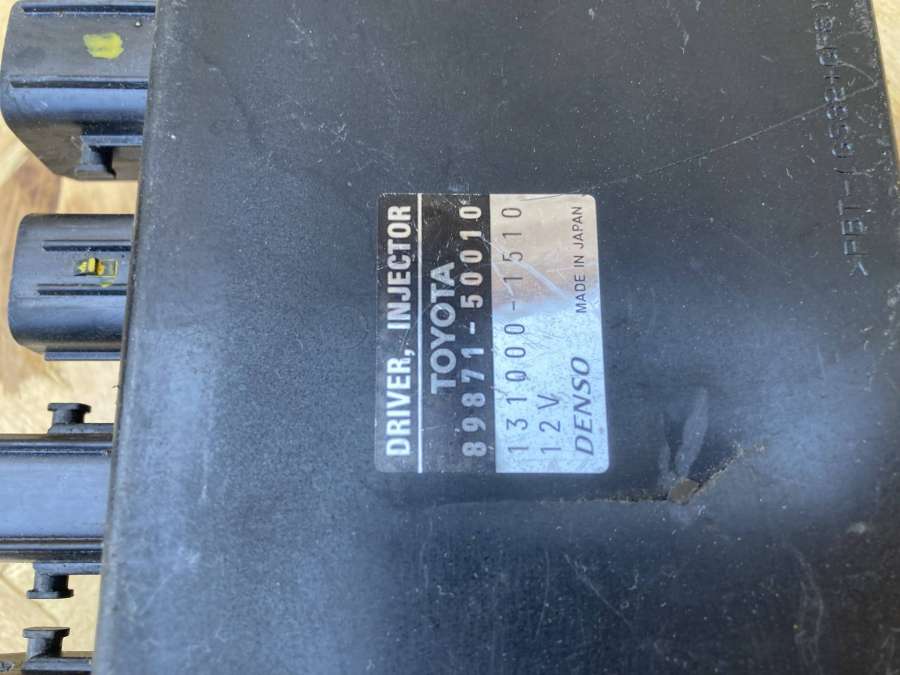 DRIVER, INJECTOR
TOYOTA
89871-50010
131000-1510
12V
DENSO MADE IN JAPAN